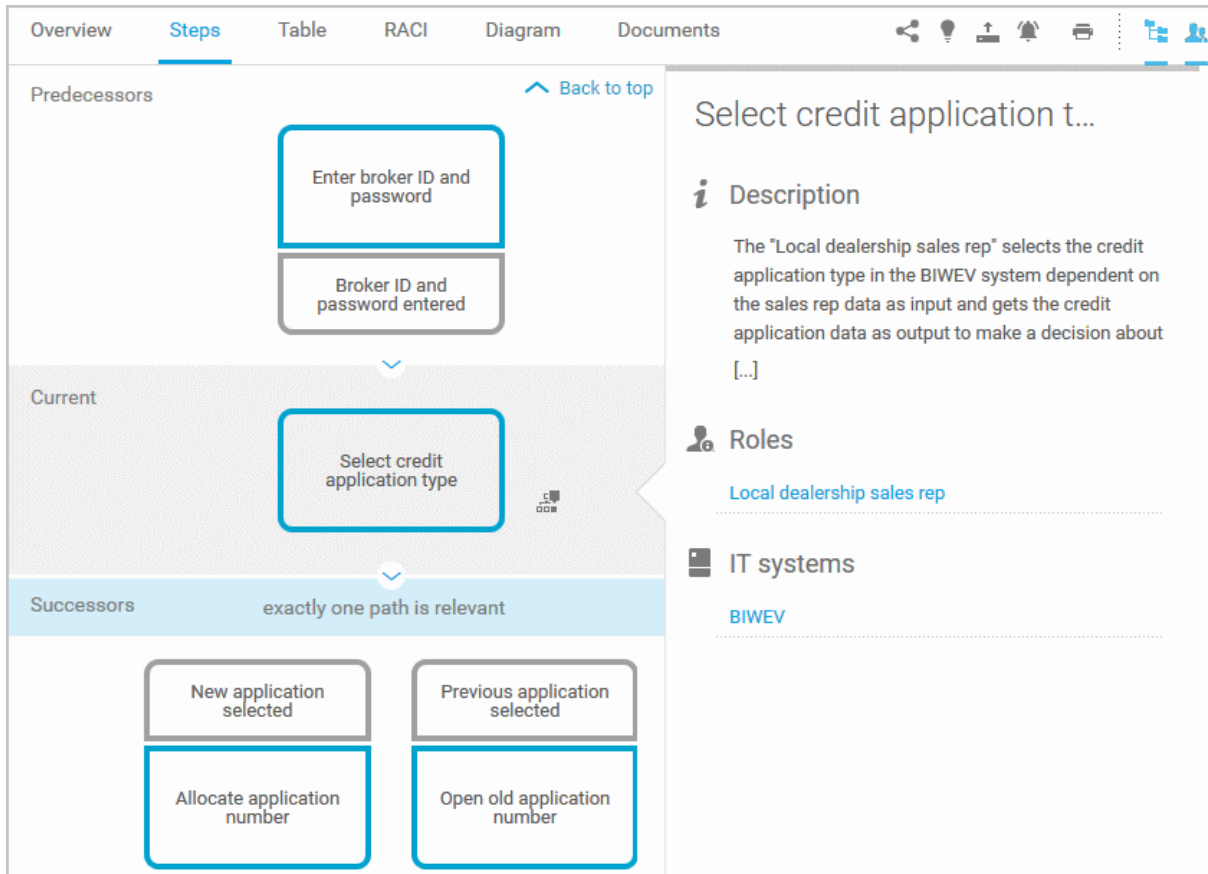 Overview Steps Table RACI Diagram Documents
Predecessors
Back to top
Enter broker ID and
password
Broker ID and
password entered
Current
Select credit
application type
Successors
exactly one path is relevant
New application
selected
Allocate application
number
Previous application
selected
Open old application
number
Select credit application t...
Description
The "Local dealership sales rep" selects the credit
application type in the BIWEV system dependent on
the sales rep data as input and gets the credit
application data as output to make a decision about
[...]
Roles
Local dealership sales rep
IT systems
BIWEV